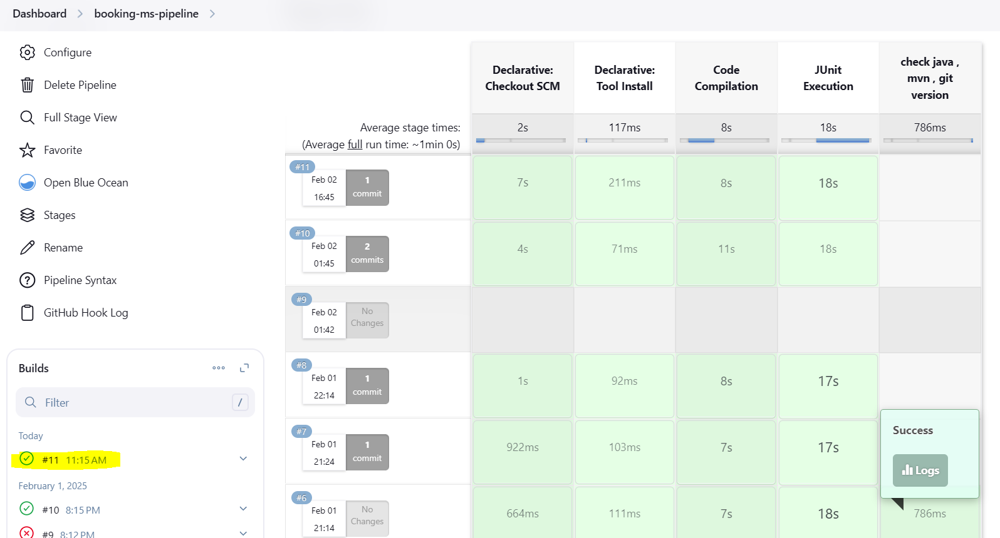 Dashboard
booking-ms-pipeline
Configure
Delete Pipeline
Full Stage View
Favorite
Open Blue Ocean
Stages
Rename
Pipeline Syntax
GitHub Hook Log
Builds
Filter
/
Today
#11 11:15 AM
February 1, 2025
#10 8:15 PM
#9 8:12 PM
Declarative:
Checkout SCM
Declarative:
Tool Install
Code
Compilation
JUnit
Execution
check java ,
mvn , git
version
Average stage times:
(Average full run time: ~1min 0s)
2s
117ms
8s
18s
786ms
#11
Feb 02
16:45
1
commit
7s
211ms
8s
18s
#10
Feb 02
01:45
2
commits
4s
71ms
11s
18s
#9
Feb 02
01:42
No
Changes
#8
Feb 01
22:14
1
commit
1s
92ms
8s
17s
#7
Feb 01
21:24
1
commit
922ms
103ms
7s
17s
Success
Logs
#6
Feb 01
21:14
No
Changes
664ms
111ms
7s
18s
786ms